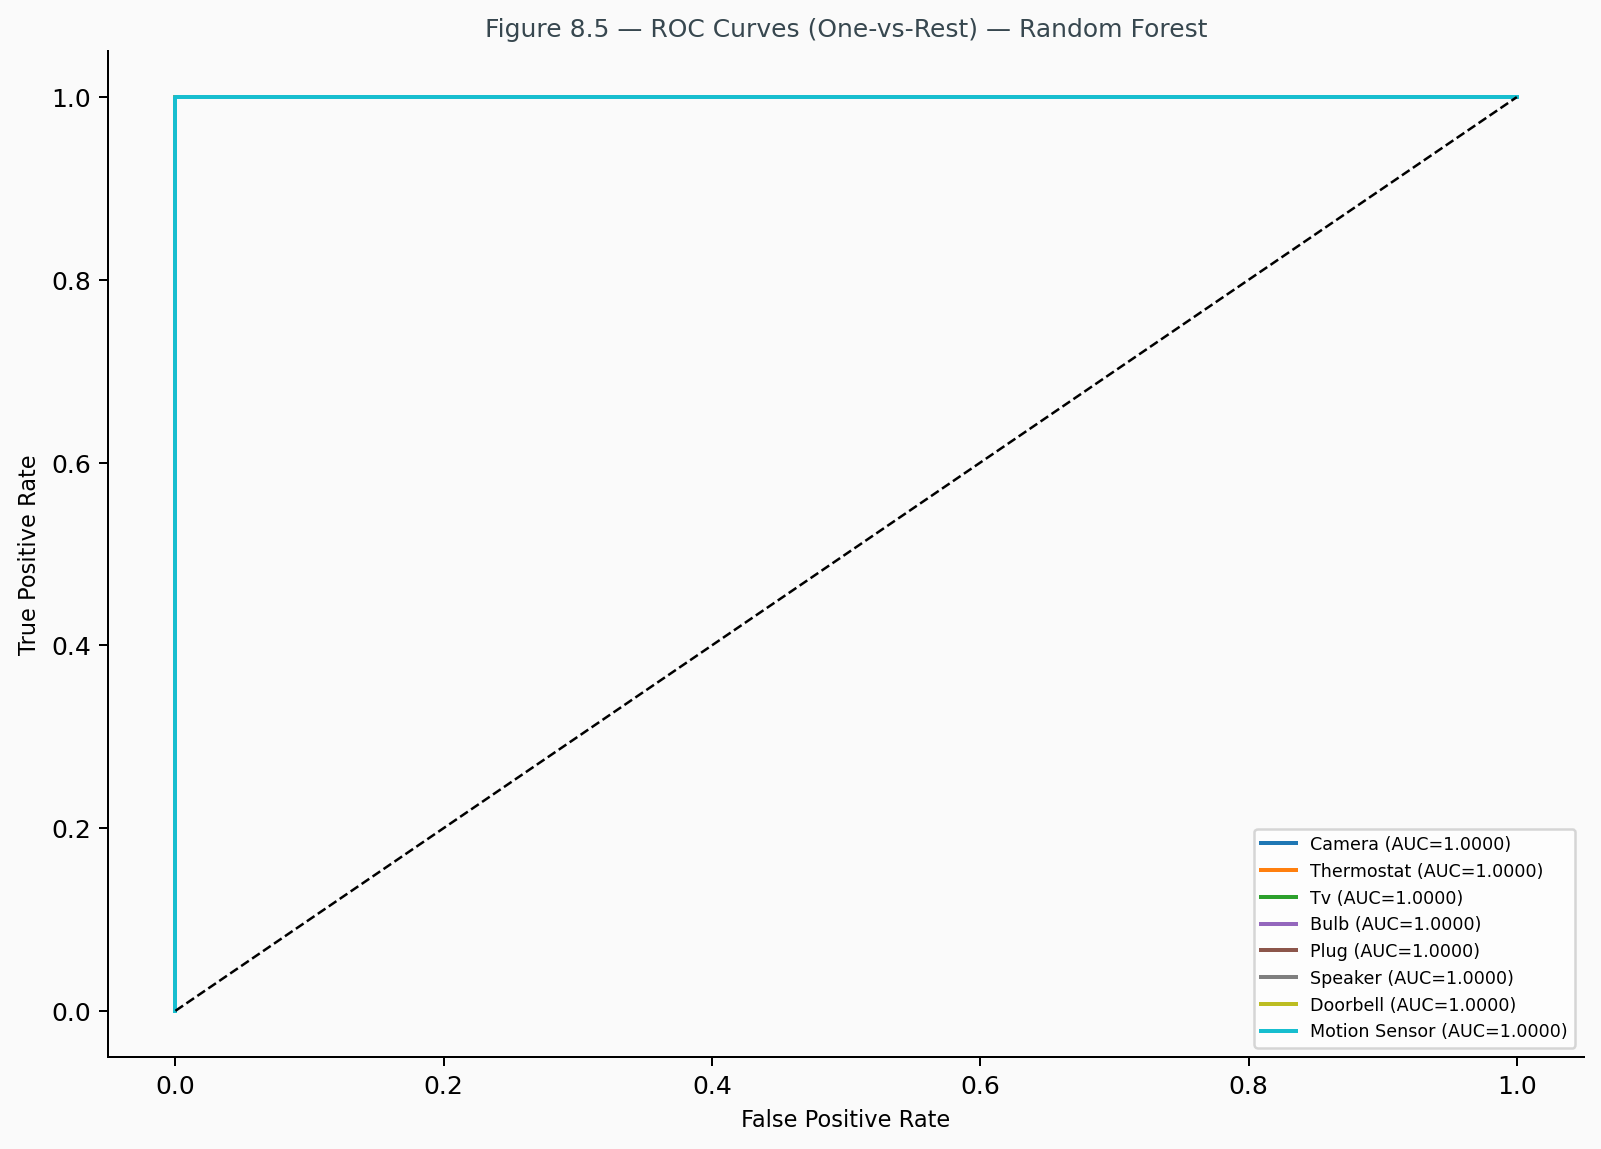 Figure 8.5 — ROC Curves (One-vs-Rest) — Random Forest
True Positive Rate
1.0
0.8
0.6
0.4
0.2
0.0
Camera (AUC=1.0000)
Thermostat (AUC=1.0000)
Tv (AUC=1.0000)
Bulb (AUC=1.0000)
Plug (AUC=1.0000)
Speaker (AUC=1.0000)
Doorbell (AUC=1.0000)
Motion Sensor (AUC=1.0000)
0.0 0.2 0.4 0.6 0.8 1.0
False Positive Rate